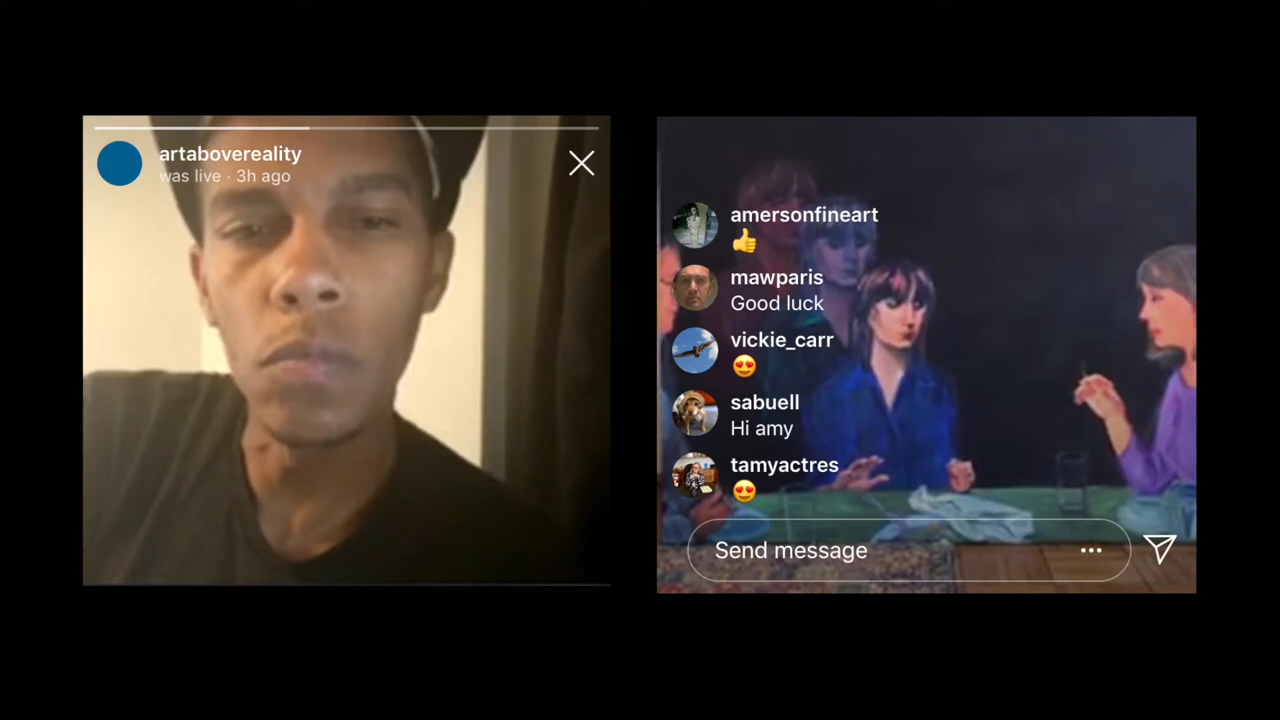 artabovereality
was live · 3h ago
amersonfineart
👍
mawparis
Good luck
vickie_carr
😍
sabuell
Hi amy
tamyactres
😍
Send message